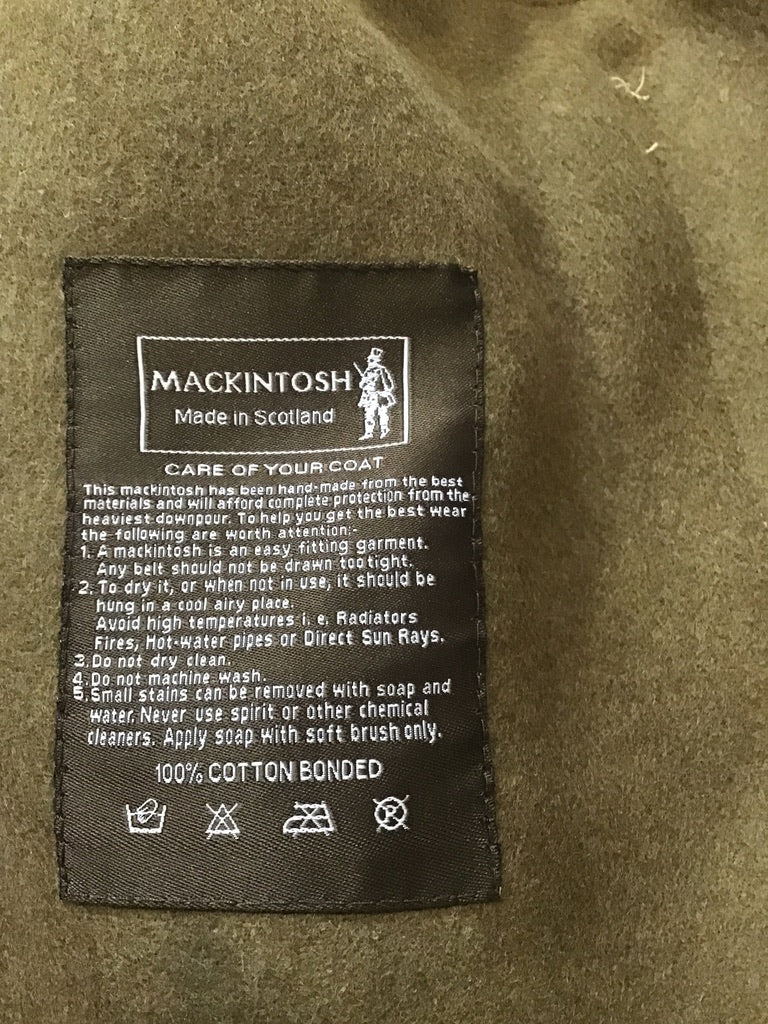 MACKINTOSH
Made in Scotland
CARE OF YOUR COAT
This mackintosh has been hand-made from the best
materials and will afford complete protection from the
heaviest downpour. To help you get the best wear
the following are worth attention:-
1. A mackintosh is an easy fitting garment.
Any belt should not be drawn too tight.
2. To dry it, or when not in use, it should be
hung in a cool airy place.
Avoid high temperatures i. e. Radiators
Fires, Hot-water pipes or Direct Sun Rays.
3. Do not dry clean.
4. Do not machine wash.
5. Small stains can be removed with soap and
water. Never use spirit or other chemical
cleaners. Apply soap with soft brush only.
100% COTTON BONDED
P